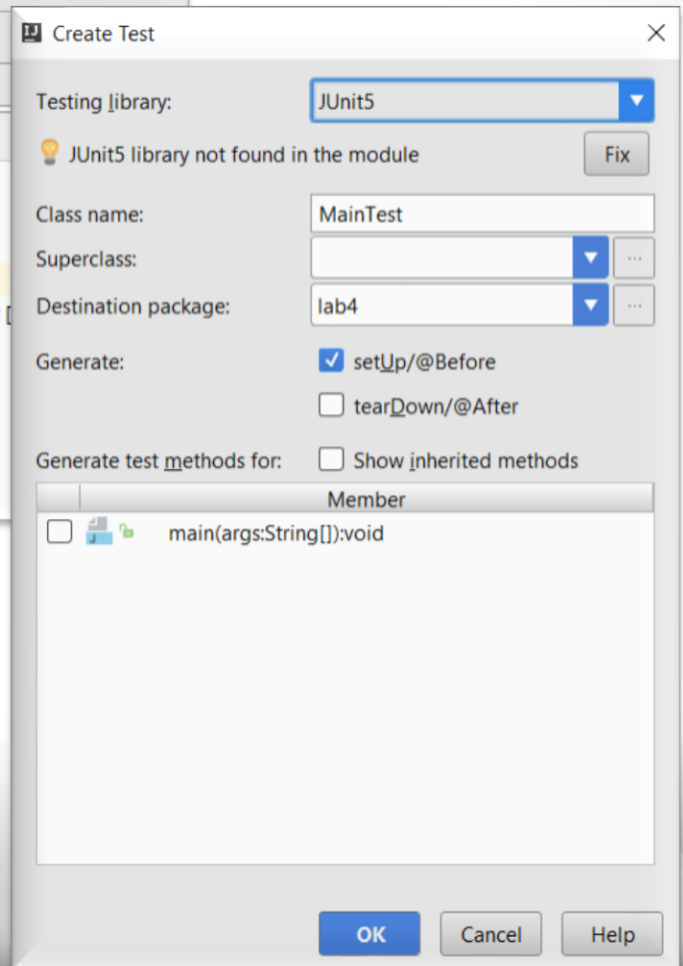 Create Test
Testing library: JUnit5
JUnit5 library not found in the module Fix
Class name: MainTest
Superclass: ...
Destination package: lab4 ...
Generate: setUp/@Before
tearDown/@After
Generate test methods for: Show inherited methods
Member
main(args:String[]):void
OK Cancel Help